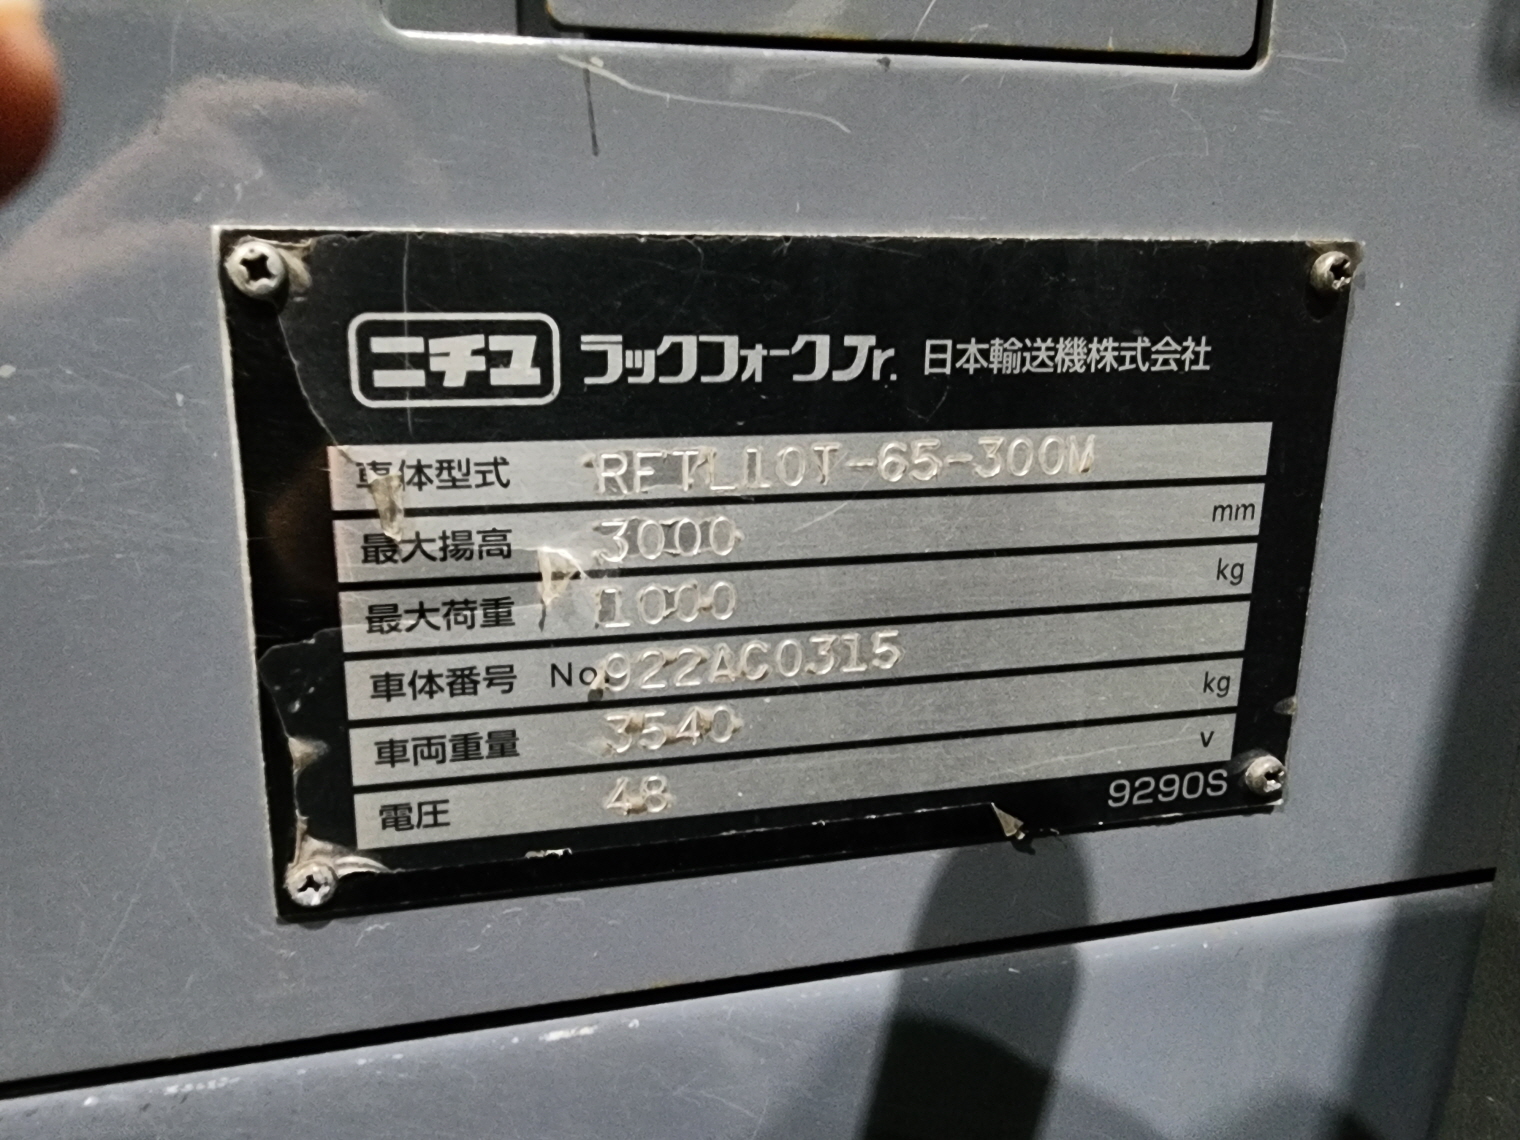 ニチユ ラックフォークJr. 日本輸送機株式会社
車体型式 RFTL10T-65-300M
最大揚高 3000 mm
最大荷重 1000 kg
車体番号 No.922AC0315
車両重量 3540 kg
電圧 48 V
9290S